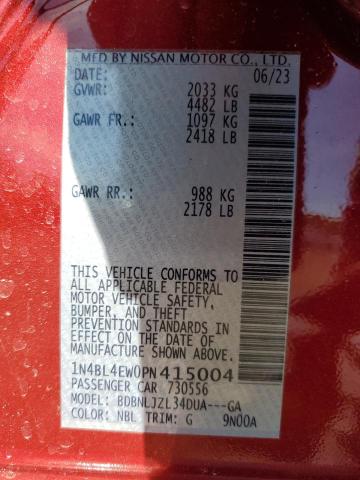 MFD BY NISSAN MOTOR CO., LTD.
DATE: 06/23
GVWR: 2033 KG
4482 LB
GAWR FR.: 1097 KG
2418 LB
GAWR RR.: 988 KG
2178 LB
THIS VEHICLE CONFORMS TO
ALL APPLICABLE FEDERAL
MOTOR VEHICLE SAFETY,
BUMPER, AND THEFT
PREVENTION STANDARDS IN
EFFECT ON THE DATE OF
MANUFACTURE SHOWN ABOVE.
1N4BL4EW0PN415004
PASSENGER CAR 730556
MODEL: BDBNLJZL34DUA---GA
COLOR: NBL TRIM: G 9N00A